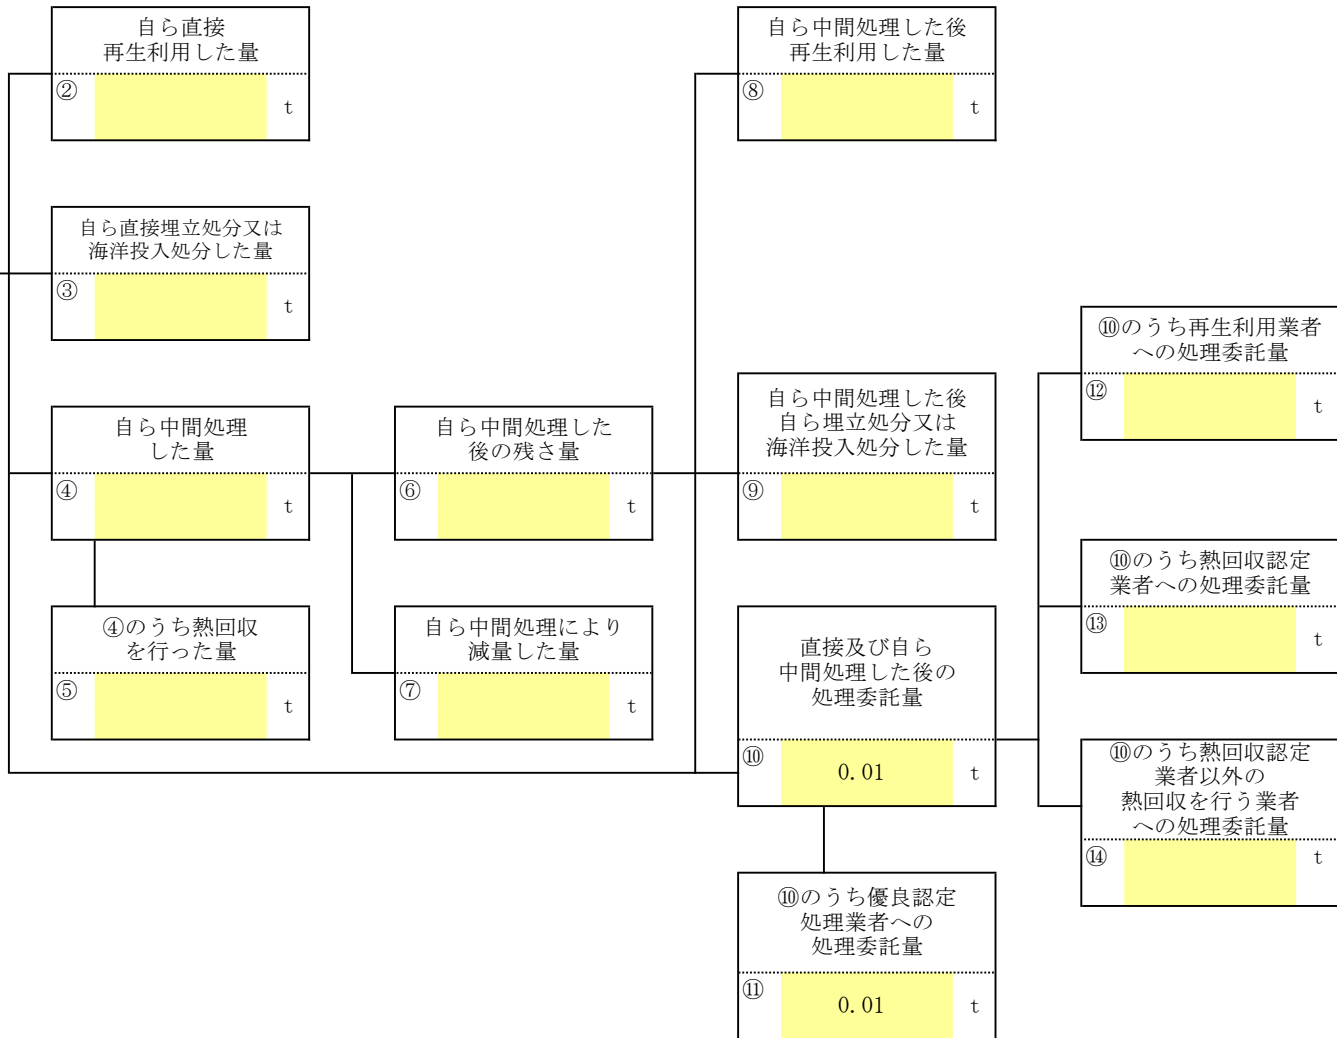 自ら直接
再生利用した量
② t
自ら中間処理した後
再生利用した量
⑧ t
自ら直接埋立処分又は
海洋投入処分した量
③ t
⑩のうち再生利用業者
への処理委託量
⑫ t
自ら中間処理
した量
④ t
自ら中間処理した
後の残さ量
⑥ t
自ら中間処理した後
自ら埋立処分又は
海洋投入処分した量
⑨ t
⑩のうち熱回収認定
業者への処理委託量
⑬ t
④のうち熱回収
を行った量
⑤ t
自ら中間処理により
減量した量
⑦ t
直接及び自ら
中間処理した後の
処理委託量
⑩ 0.01 t
⑩のうち熱回収認定
業者以外の
熱回収を行う業者
への処理委託量
⑭ t
⑩のうち優良認定
処理業者への
処理委託量
⑪ 0.01 t